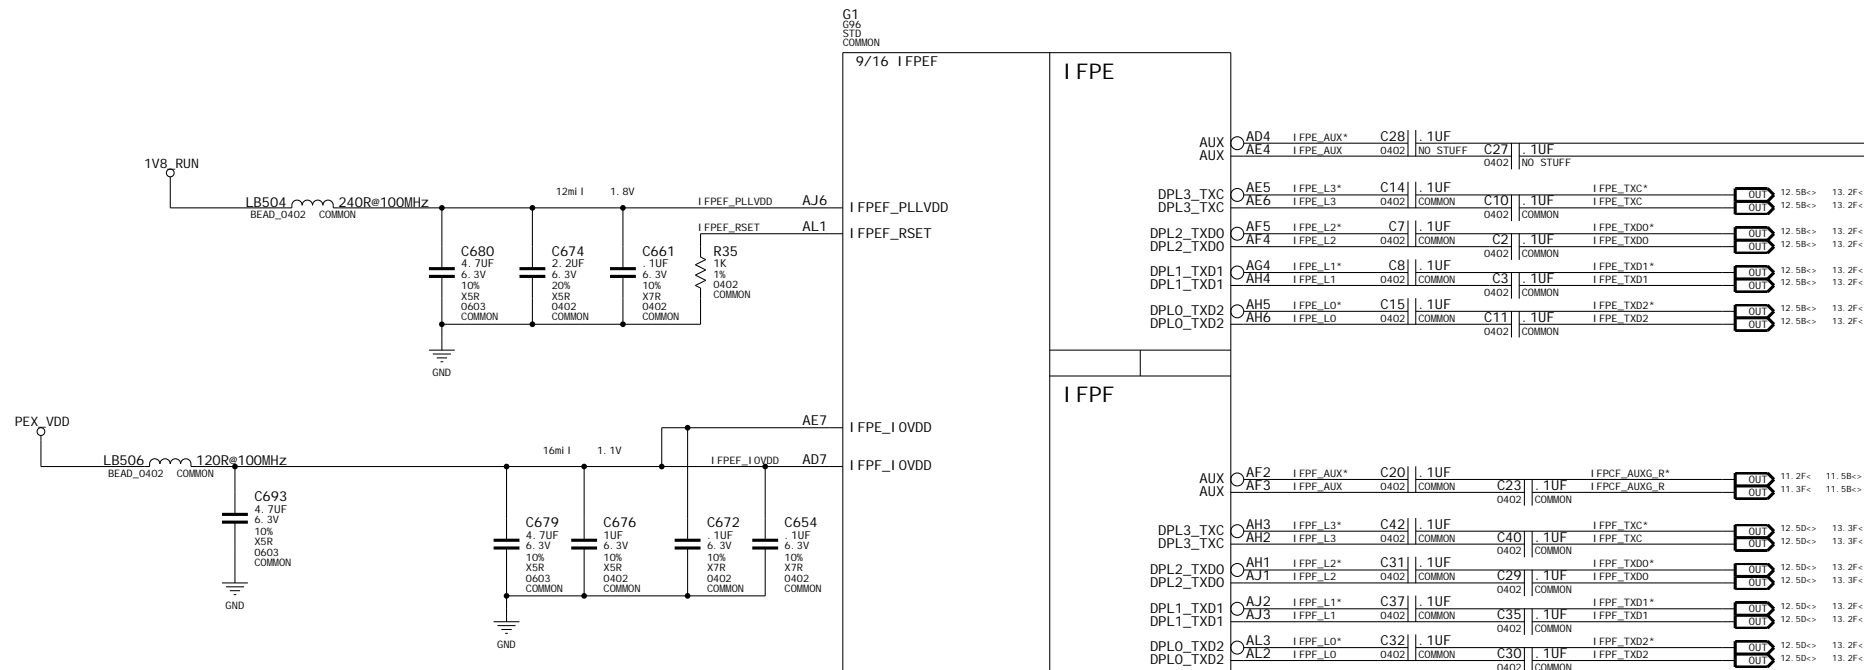 G1
G96
STD
COMMON
9/16 IFPEF
IFPE
1V8_RUN
LB504 240R@100MHz
BEAD_0402 COMMON
12mil 1.8V
IFPEF_PLLVDD AJ6 IFPEF_PLLVDD
IFPEF_RSET AL1 IFPEF_RSET
C680
4.7UF
6.3V
10%
X5R
0603
COMMON
C674
2.2UF
6.3V
20%
X5R
0402
COMMON
C661
.1UF
6.3V
10%
X7R
0402
COMMON
R35
1K
1%
0402
COMMON
GND
AUX AD4 IFPE_AUX* C28 .1UF
AUX AE4 IFPE_AUX 0402 NO STUFF C27 .1UF
0402 NO STUFF
DPL3_TXC AE5 IFPE_L3* C14 .1UF IFPE_TXC* OUT 12.5B<> 13.2F<
DPL3_TXC AE6 IFPE_L3 0402 COMMON C10 .1UF IFPE_TXC OUT 12.5B<> 13.2F<
0402 COMMON
DPL2_TXD0 AF5 IFPE_L2* C7 .1UF IFPE_TXD0* OUT 12.5B<> 13.2F<
DPL2_TXD0 AF4 IFPE_L2 0402 COMMON C2 .1UF IFPE_TXD0 OUT 12.5B<> 13.2F<
0402 COMMON
DPL1_TXD1 AG4 IFPE_L1* C8 .1UF IFPE_TXD1* OUT 12.5B<> 13.2F<
DPL1_TXD1 AH4 IFPE_L1 0402 COMMON C3 .1UF IFPE_TXD1 OUT 12.5B<> 13.2F<
0402 COMMON
DPL0_TXD2 AH5 IFPE_L0* C15 .1UF IFPE_TXD2* OUT 12.5B<> 13.2F<
DPL0_TXD2 AH6 IFPE_L0 0402 COMMON C11 .1UF IFPE_TXD2 OUT 12.5B<> 13.2F<
0402 COMMON
IFPF
PEX_VDD
LB506 120R@100MHz
BEAD_0402 COMMON
16mil 1.1V
AE7 IFPE_IOVDD
IFPEF_IOVDD AD7 IFPF_IOVDD
C693
4.7UF
6.3V
10%
X5R
0603
COMMON
GND
C679
4.7UF
6.3V
10%
X5R
0603
COMMON
C676
1UF
6.3V
10%
X5R
0402
COMMON
C672
.1UF
6.3V
10%
X7R
0402
COMMON
C654
.1UF
6.3V
10%
X7R
0402
COMMON
GND
AUX AF2 IFPF_AUX* C20 .1UF IFPCF_AUXG_R* OUT 11.2F< 11.5B<>
AUX AF3 IFPF_AUX 0402 COMMON C23 .1UF IFPCF_AUXG_R OUT 11.3F< 11.5B<>
0402 COMMON
DPL3_TXC AH3 IFPF_L3* C42 .1UF IFPF_TXC* OUT 12.5D<> 13.3F<
DPL3_TXC AH2 IFPF_L3 0402 COMMON C40 .1UF IFPF_TXC OUT 12.5D<> 13.3F<
0402 COMMON
DPL2_TXD0 AH1 IFPF_L2* C31 .1UF IFPF_TXD0* OUT 12.5D<> 13.2F<
DPL2_TXD0 AJ1 IFPF_L2 0402 COMMON C29 .1UF IFPF_TXD0 OUT 12.5D<> 13.3F<
0402 COMMON
DPL1_TXD1 AJ2 IFPF_L1* C37 .1UF IFPF_TXD1* OUT 12.5D<> 13.2F<
DPL1_TXD1 AJ3 IFPF_L1 0402 COMMON C35 .1UF IFPF_TXD1 OUT 12.5D<> 13.2F<
0402 COMMON
DPL0_TXD2 AL3 IFPF_L0* C32 .1UF IFPF_TXD2* OUT 12.5D<> 13.2F<
DPL0_TXD2 AL2 IFPF_L0 0402 COMMON C30 .1UF IFPF_TXD2 OUT 12.5D<> 13.2F<
0402 COMMON